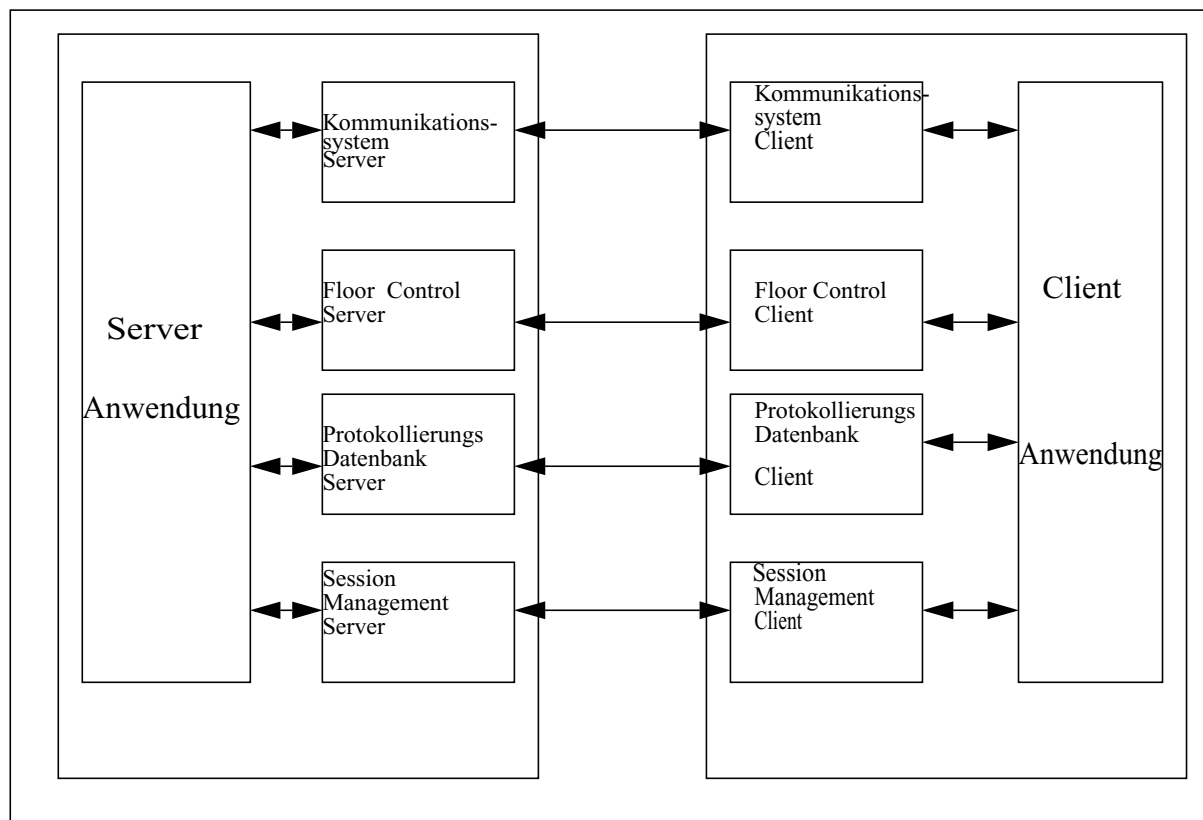 Server
Anwendung
Kommunikations-
system
Server
Floor Control
Server
Protokollierungs
Datenbank
Server
Session
Management
Server
Kommunikations-
system
Client
Floor Control
Client
Protokollierungs
Datenbank
Client
Session
Management
Client
Client
Anwendung